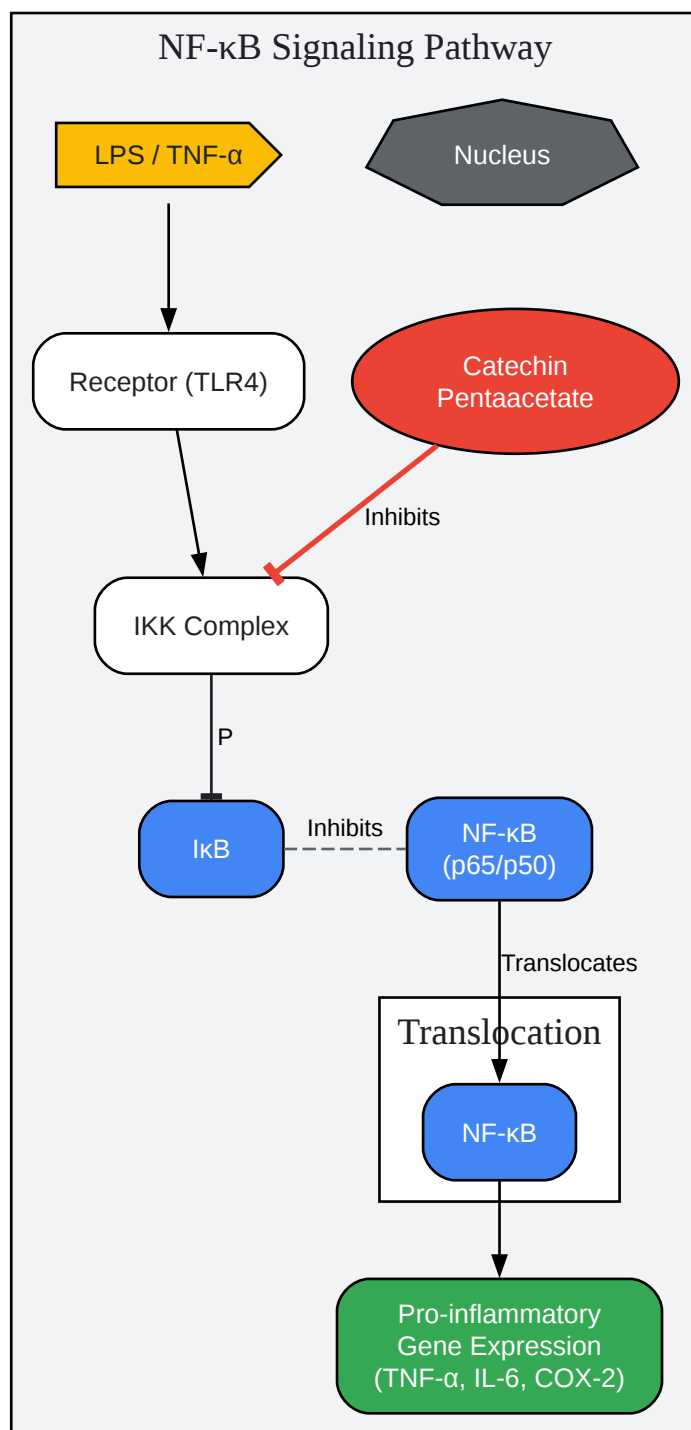 NF-κB Signaling Pathway
LPS / TNF-α
Nucleus
Receptor (TLR4)
Catechin
Pentaacetate
Inhibits
IKK Complex
P
IκB
Inhibits
NF-κB
(p65/p50)
Translocates
Translocation
NF-κB
Pro-inflammatory
Gene Expression
(TNF-α, IL-6, COX-2)